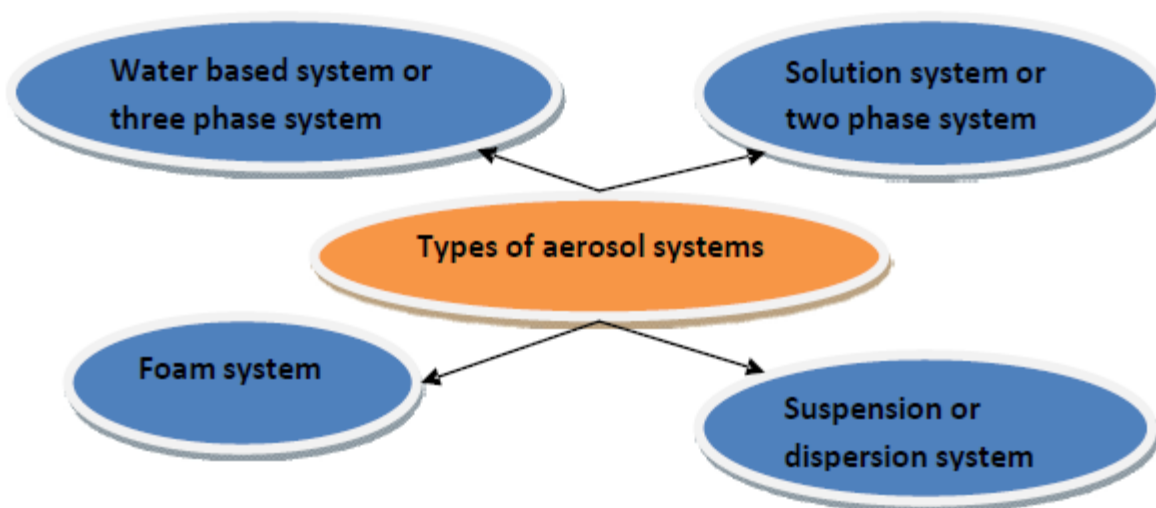 Water based system or
three phase system
Solution system or
two phase system
Types of aerosol systems
Foam system
Suspension or
dispersion system